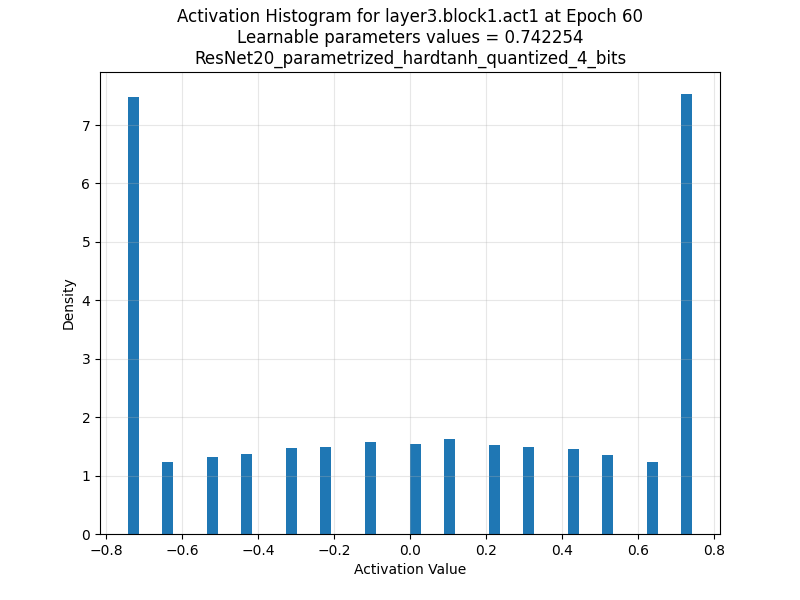 Activation Histogram for layer3.block1.act1 at Epoch 60
Learnable parameters values = 0.742254
ResNet20_parametrized_hardtanh_quantized_4_bits
7
6
5
4
3
2
1
0
Density
−0.8 −0.6 −0.4 −0.2 0.0 0.2 0.4 0.6 0.8
Activation Value